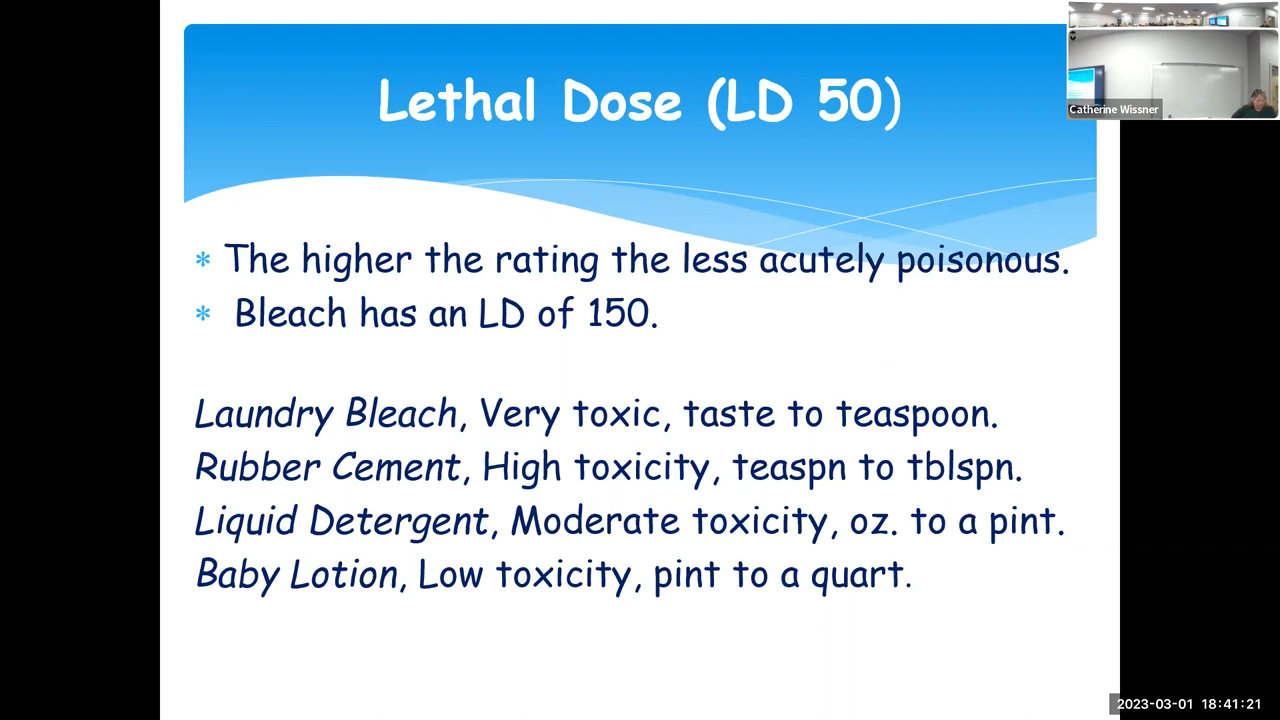 Lethal Dose (LD 50)
Catherine Wissner
* The higher the rating the less acutely poisonous.
* Bleach has an LD of 150.
Laundry Bleach, Very toxic, taste to teaspoon.
Rubber Cement, High toxicity, teaspn to tblspn.
Liquid Detergent, Moderate toxicity, oz. to a pint.
Baby Lotion, Low toxicity, pint to a quart.
2023-03-01 18:41:21